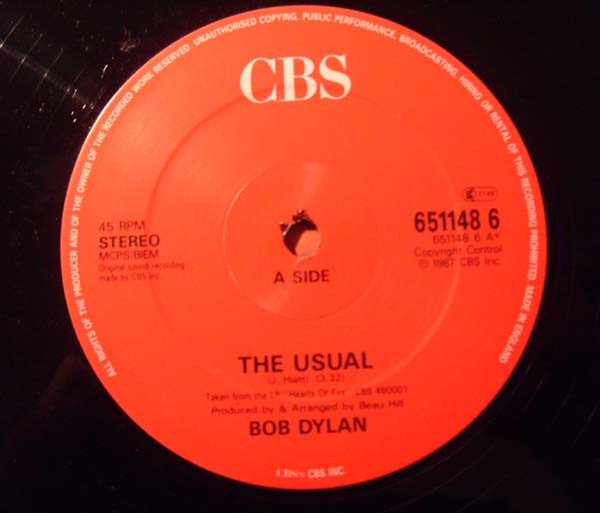 ALL RIGHTS OF THE PRODUCER AND OF THE OWNER OF THE RECORDED WORK RESERVED. UNAUTHORISED COPYING, PUBLIC PERFORMANCE, BROADCASTING, HIRING OR RENTAL OF THIS RECORDING PROHIBITED. MADE IN ENGLAND
CBS
45 RPM
STEREO
MCPS/BIEM
Original sound recording
made by CBS Inc.
651148 6
651148 6 A*
Copyright Control
℗ 1987 CBS Inc.
A SIDE
THE USUAL
(J. Hiatt) (3.32)
Taken from the LP "Hearts Of Fire" CBS 460001
Produced by & Arranged by Beau Hill
BOB DYLAN
CBS INC.